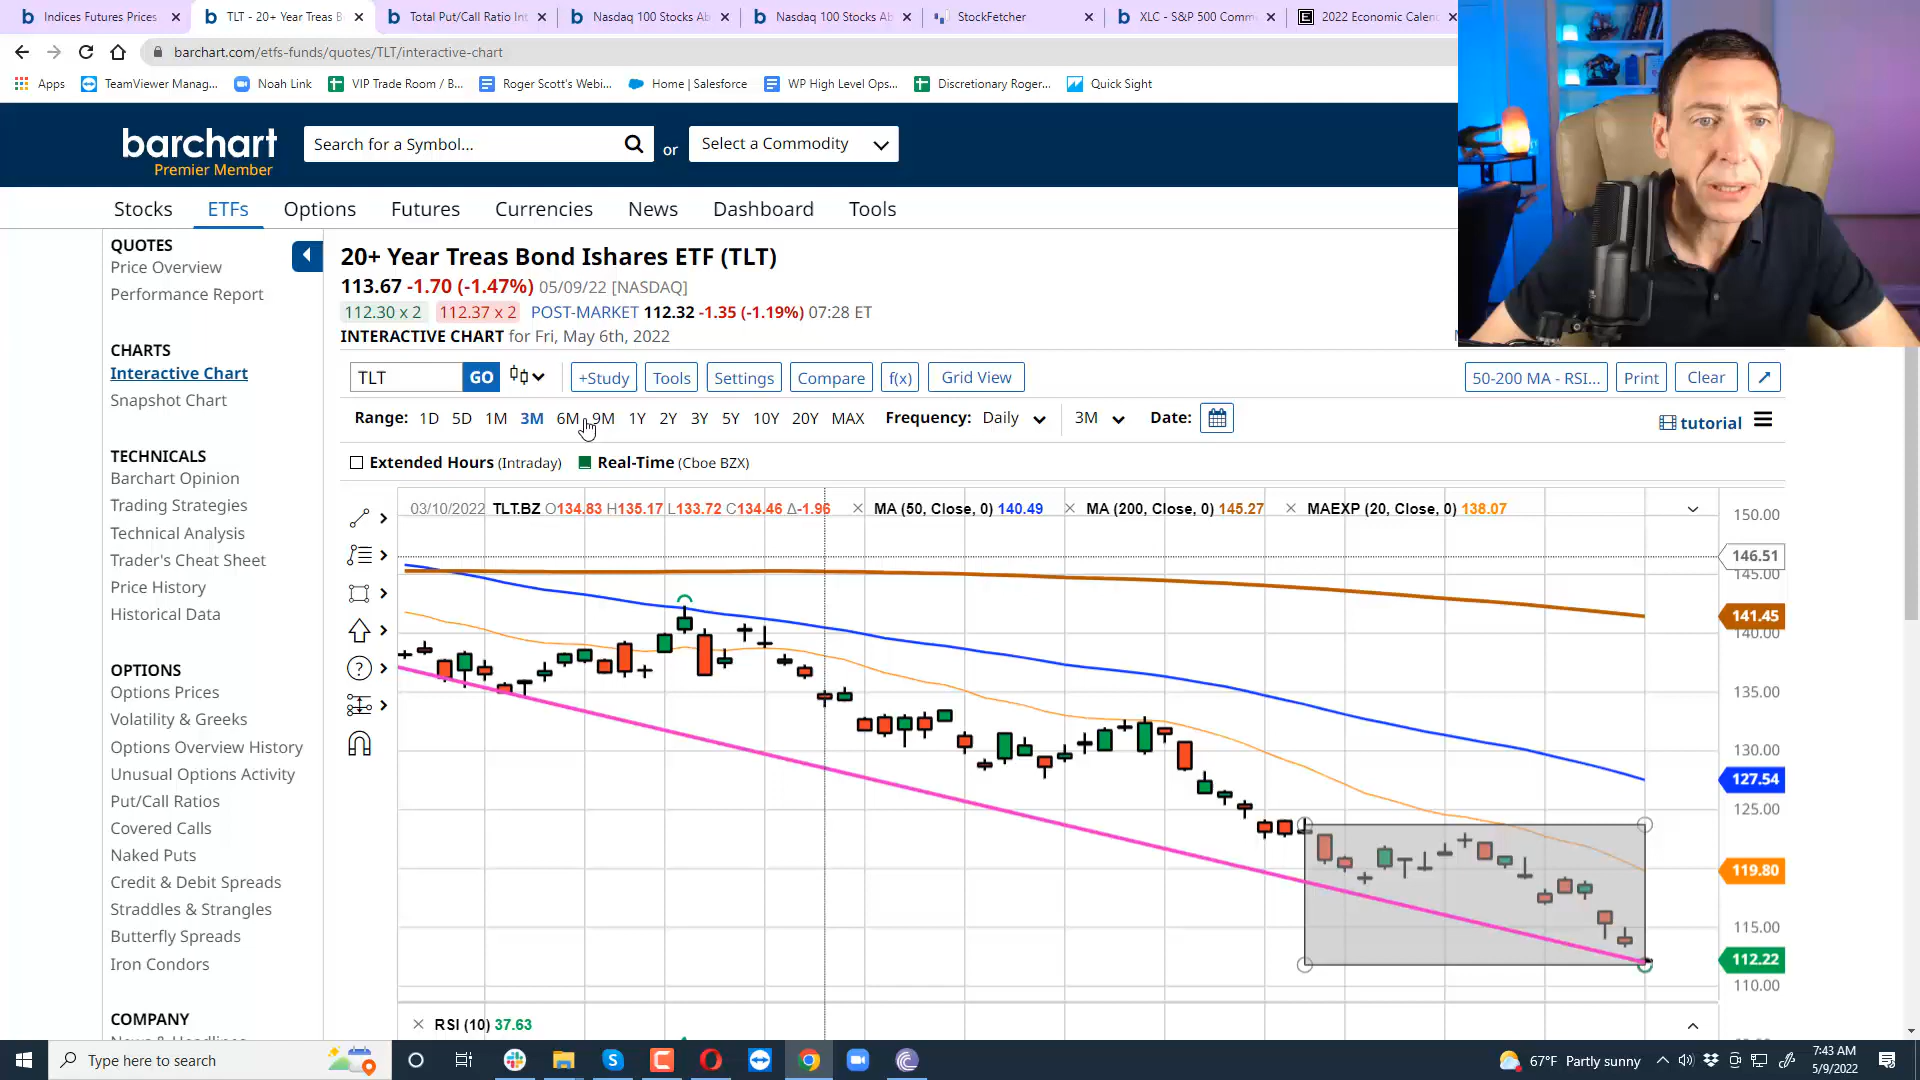 Indices Futures Prices
TLT - 20+ Year Treas B
Total Put/Call Ratio Int
Nasdaq 100 Stocks Ab
Nasdaq 100 Stocks Ab
StockFetcher
XLC - S&P 500 Comm
2022 Economic Calen
barchart.com/etfs-funds/quotes/TLT/interactive-chart
Apps
TeamViewer Manag...
Noah Link
VIP Trade Room / B...
Roger Scott's Webi...
Home | Salesforce
WP High Level Ops...
Discretionary Roger...
Quick Sight
barchart
Premier Member
Search for a Symbol...
or
Select a Commodity
Stocks ETFs Options Futures Currencies News Dashboard Tools
QUOTES
Price Overview
Performance Report
CHARTS
Interactive Chart
Snapshot Chart
TECHNICALS
Barchart Opinion
Trading Strategies
Technical Analysis
Trader's Cheat Sheet
Price History
Historical Data
OPTIONS
Options Prices
Volatility & Greeks
Options Overview History
Unusual Options Activity
Put/Call Ratios
Covered Calls
Naked Puts
Credit & Debit Spreads
Straddles & Strangles
Butterfly Spreads
Iron Condors
COMPANY
20+ Year Treas Bond Ishares ETF (TLT)
113.67 -1.70 (-1.47%) 05/09/22 [NASDAQ]
112.30 x 2 112.37 x 2 POST-MARKET 112.32 -1.35 (-1.19%) 07:28 ET
INTERACTIVE CHART for Fri, May 6th, 2022
TLT GO +Study Tools Settings Compare f(x) Grid View 50-200 MA - RSI... Print Clear
Range: 1D 5D 1M 3M 6M 9M 1Y 2Y 3Y 5Y 10Y 20Y MAX Frequency: Daily 3M Date: tutorial
Extended Hours (Intraday) Real-Time (Cboe BZX)
03/10/2022 TLT.BZ O134.83 H135.17 L133.72 C134.46 Δ-1.96 MA (50, Close, 0) 140.49 MA (200, Close, 0) 145.27 MAEXP (20, Close, 0) 138.07
150.00
146.51
145.00
141.45
140.00
135.00
130.00
127.54
125.00
119.80
115.00
112.22
110.00
RSI (10) 37.63
Type here to search
67°F Partly sunny
7:43 AM
5/9/2022